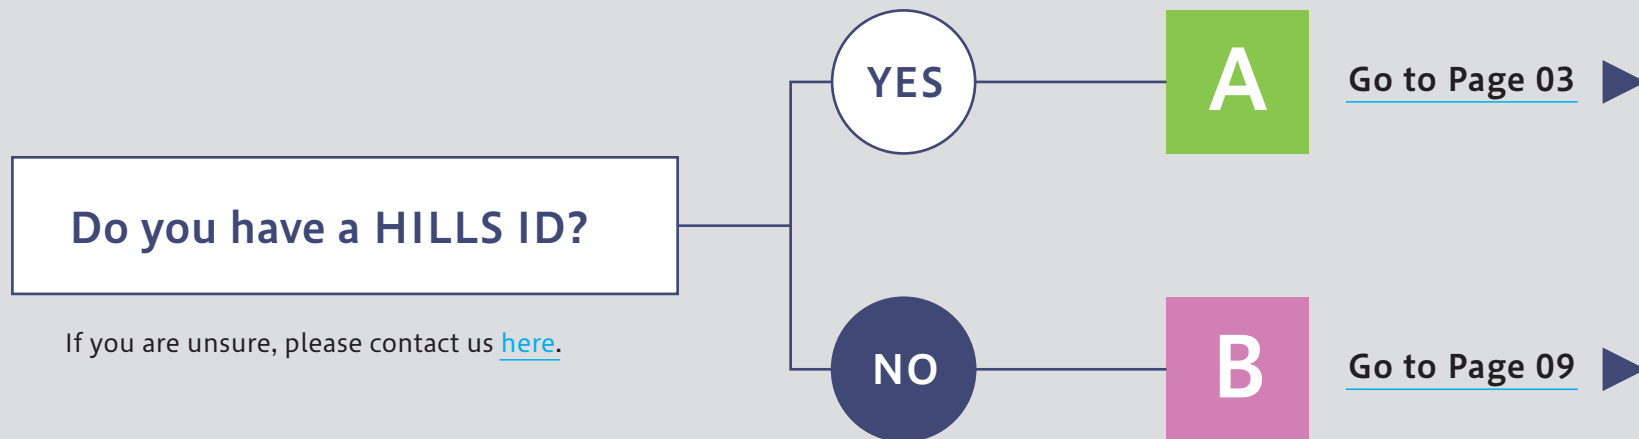 Do you have a HILLS ID?
If you are unsure, please contact us here.
YES
A
Go to Page 03
NO
B
Go to Page 09